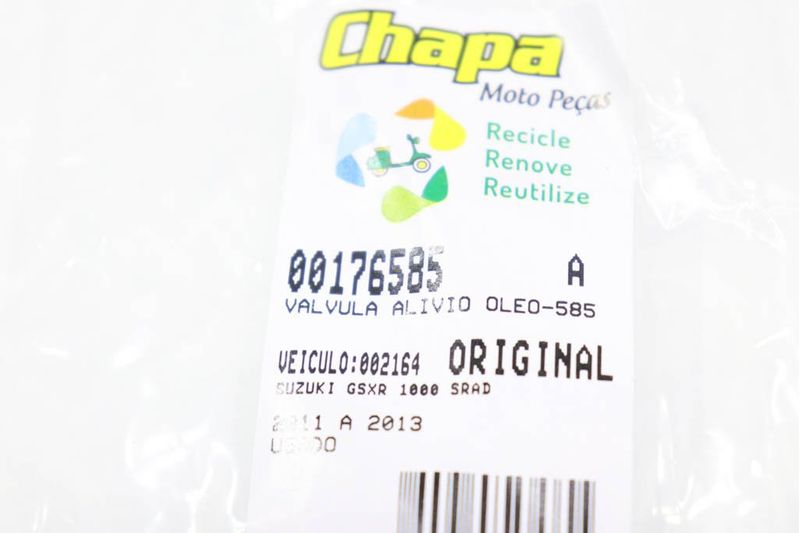 Chapa
Moto Peças
Recicle
Renove
Reutilize
00176585 A
VALVULA ALIVIO OLEO-585
VEICULO:002164 ORIGINAL
SUZUKI GSXR 1000 SRAD
2011 A 2013
USADO